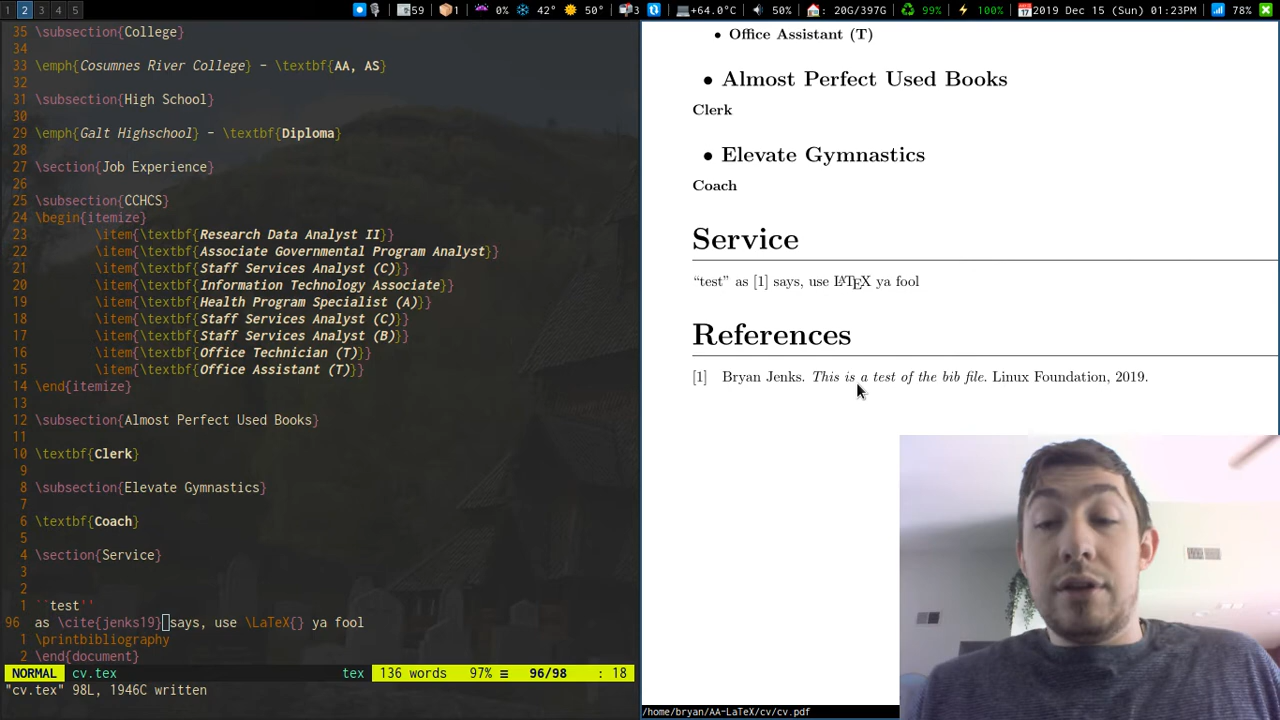 1 2 3 4 5
59 1 0% 42° 50° 3 +64.0°C 50% : 20G/397G 99% 100% 2019 Dec 15 (Sun) 01:23PM 78%
35 \subsection{College}
34
33 \emph{Cosumnes River College} - \textbf{AA, AS}
32
31 \subsection{High School}
30
29 \emph{Galt Highschool} - \textbf{Diploma}
28
27 \section{Job Experience}
26
25 \subsection{CCHCS}
24 \begin{itemize}
23 \item{\textbf{Research Data Analyst II}}
22 \item{\textbf{Associate Governmental Program Analyst}}
21 \item{\textbf{Staff Services Analyst (C)}}
20 \item{\textbf{Information Technology Associate}}
19 \item{\textbf{Health Program Specialist (A)}}
18 \item{\textbf{Staff Services Analyst (C)}}
17 \item{\textbf{Staff Services Analyst (B)}}
16 \item{\textbf{Office Technician (T)}}
15 \item{\textbf{Office Assistant (T)}}
14 \end{itemize}
13
12 \subsection{Almost Perfect Used Books}
11
10 \textbf{Clerk}
9
8 \subsection{Elevate Gymnastics}
7
6 \textbf{Coach}
5
4 \section{Service}
3
2
1 ``test''
96 as \cite{jenks19} says, use \LaTeX{} ya fool
1 \printbibliography
2 \end{document}
NORMAL cv.tex tex 136 words 97% ≡ 96/98 : 18
"cv.tex" 98L, 1946C written
• Office Assistant (T)
• Almost Perfect Used Books
Clerk
• Elevate Gymnastics
Coach
Service
“test” as [1] says, use LATEX ya fool
References
[1] Bryan Jenks. This is a test of the bib file. Linux Foundation, 2019.
/home/bryan/AA-LaTeX/cv/cv.pdf